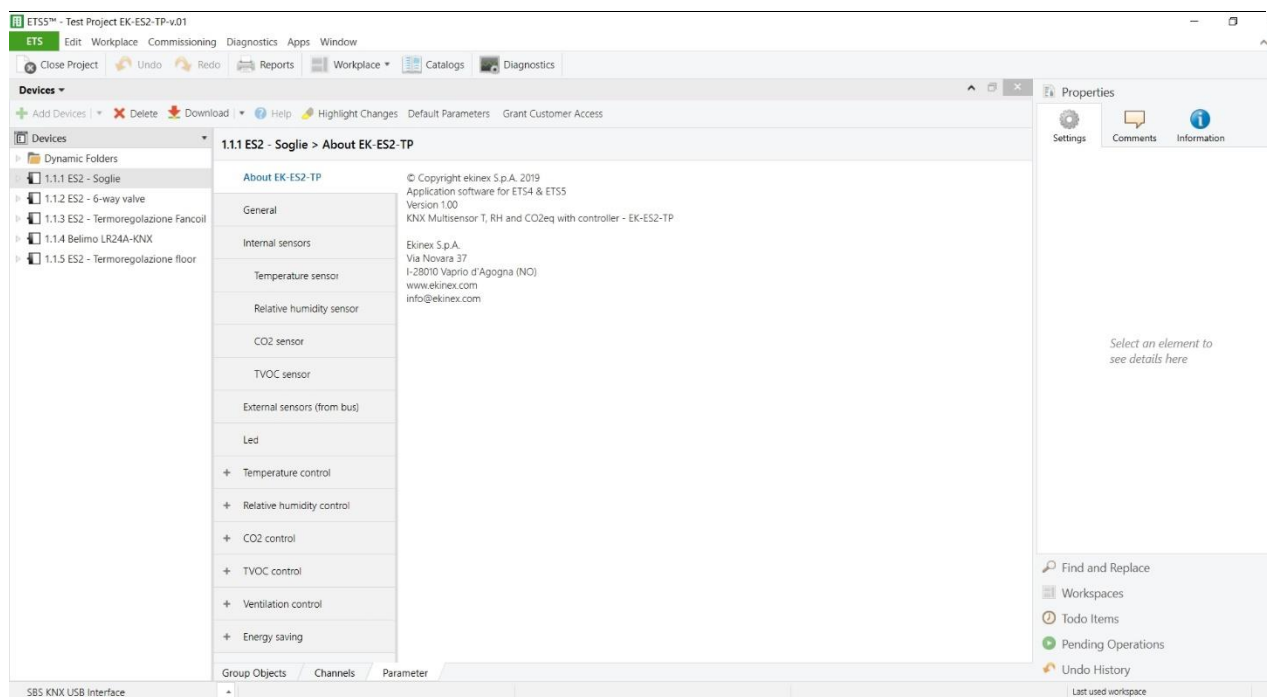 ETS5™ - Test Project EK-ES2-TP-v.01
ETS Edit Workplace Commissioning Diagnostics Apps Window
Close Project Undo Redo Reports Workplace Catalogs Diagnostics
Devices
Add Devices Delete Download Help Highlight Changes Default Parameters Grant Customer Access
Devices
Dynamic Folders
1.1.1 ES2 - Soglie
1.1.2 ES2 - 6-way valve
1.1.3 ES2 - Termoregolazione Fancoil
1.1.4 Belimo LR24A-KNX
1.1.5 ES2 - Termoregolazione floor
1.1.1 ES2 - Soglie > About EK-ES2-TP
About EK-ES2-TP
General
Internal sensors
Temperature sensor
Relative humidity sensor
CO2 sensor
TVOC sensor
External sensors (from bus)
Led
+ Temperature control
+ Relative humidity control
+ CO2 control
+ TVOC control
+ Ventilation control
+ Energy saving
© Copyright ekinex S.p.A. 2019
Application software for ETS4 & ETS5
Version 1.00
KNX Multisensor T, RH and CO2eq with controller - EK-ES2-TP
Ekinex S.p.A.
Via Novara 37
I-28010 Vaprio d'Agogna (NO)
www.ekinex.com
info@ekinex.com
Group Objects Channels Parameter
Properties
Settings Comments Information
Select an element to
see details here
Find and Replace
Workspaces
Todo Items
Pending Operations
Undo History
SBS KNX USB Interface
Last used workspace